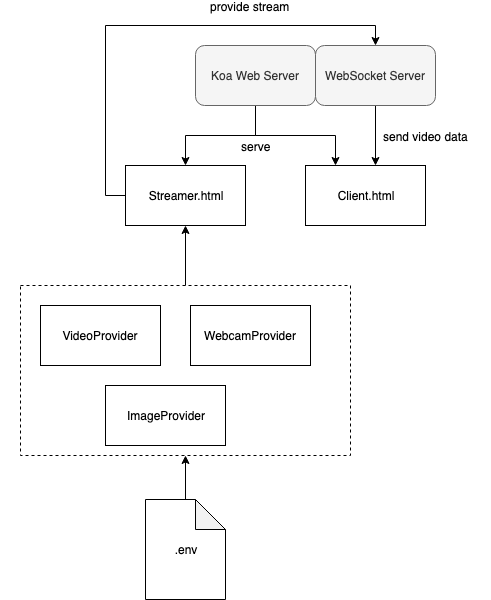 provide stream
Koa Web Server
WebSocket Server
send video data
serve
Streamer.html
Client.html
VideoProvider
WebcamProvider
ImageProvider
.env